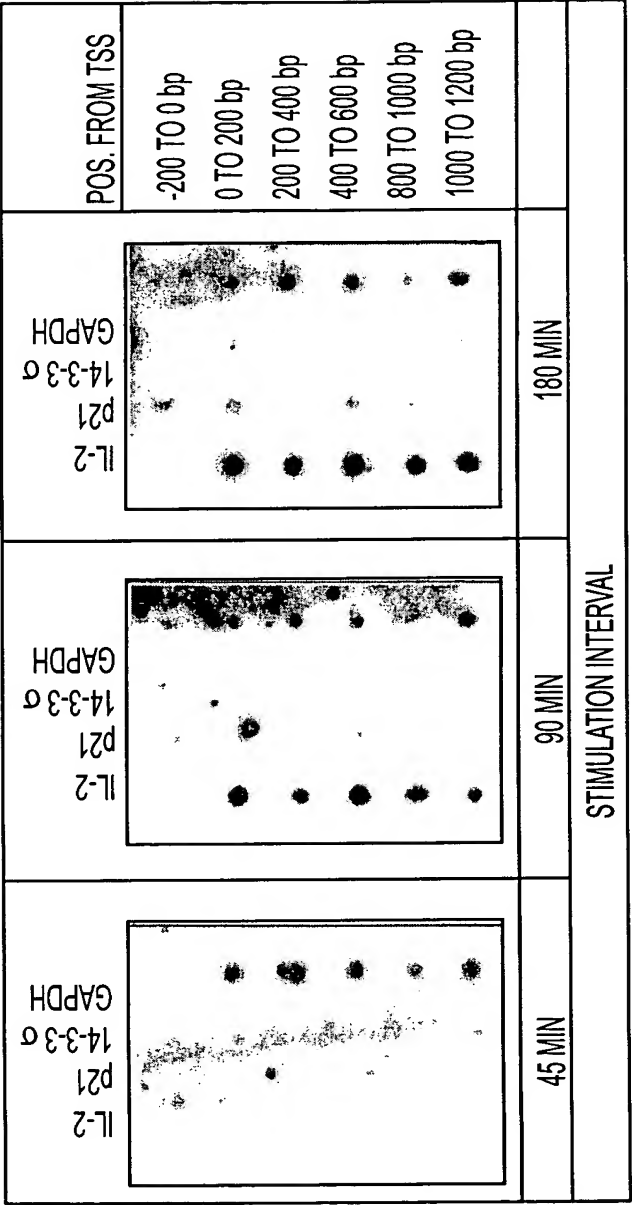 POS. FROM TSS
-200 TO 0 bp
0 TO 200 bp
200 TO 400 bp
400 TO 600 bp
800 TO 1000 bp
1000 TO 1200 bp
GAPDH
14-3-3 σ
p21
IL-2
180 MIN
GAPDH
14-3-3 σ
p21
IL-2
90 MIN
GAPDH
14-3-3 σ
p21
IL-2
45 MIN
STIMULATION INTERVAL